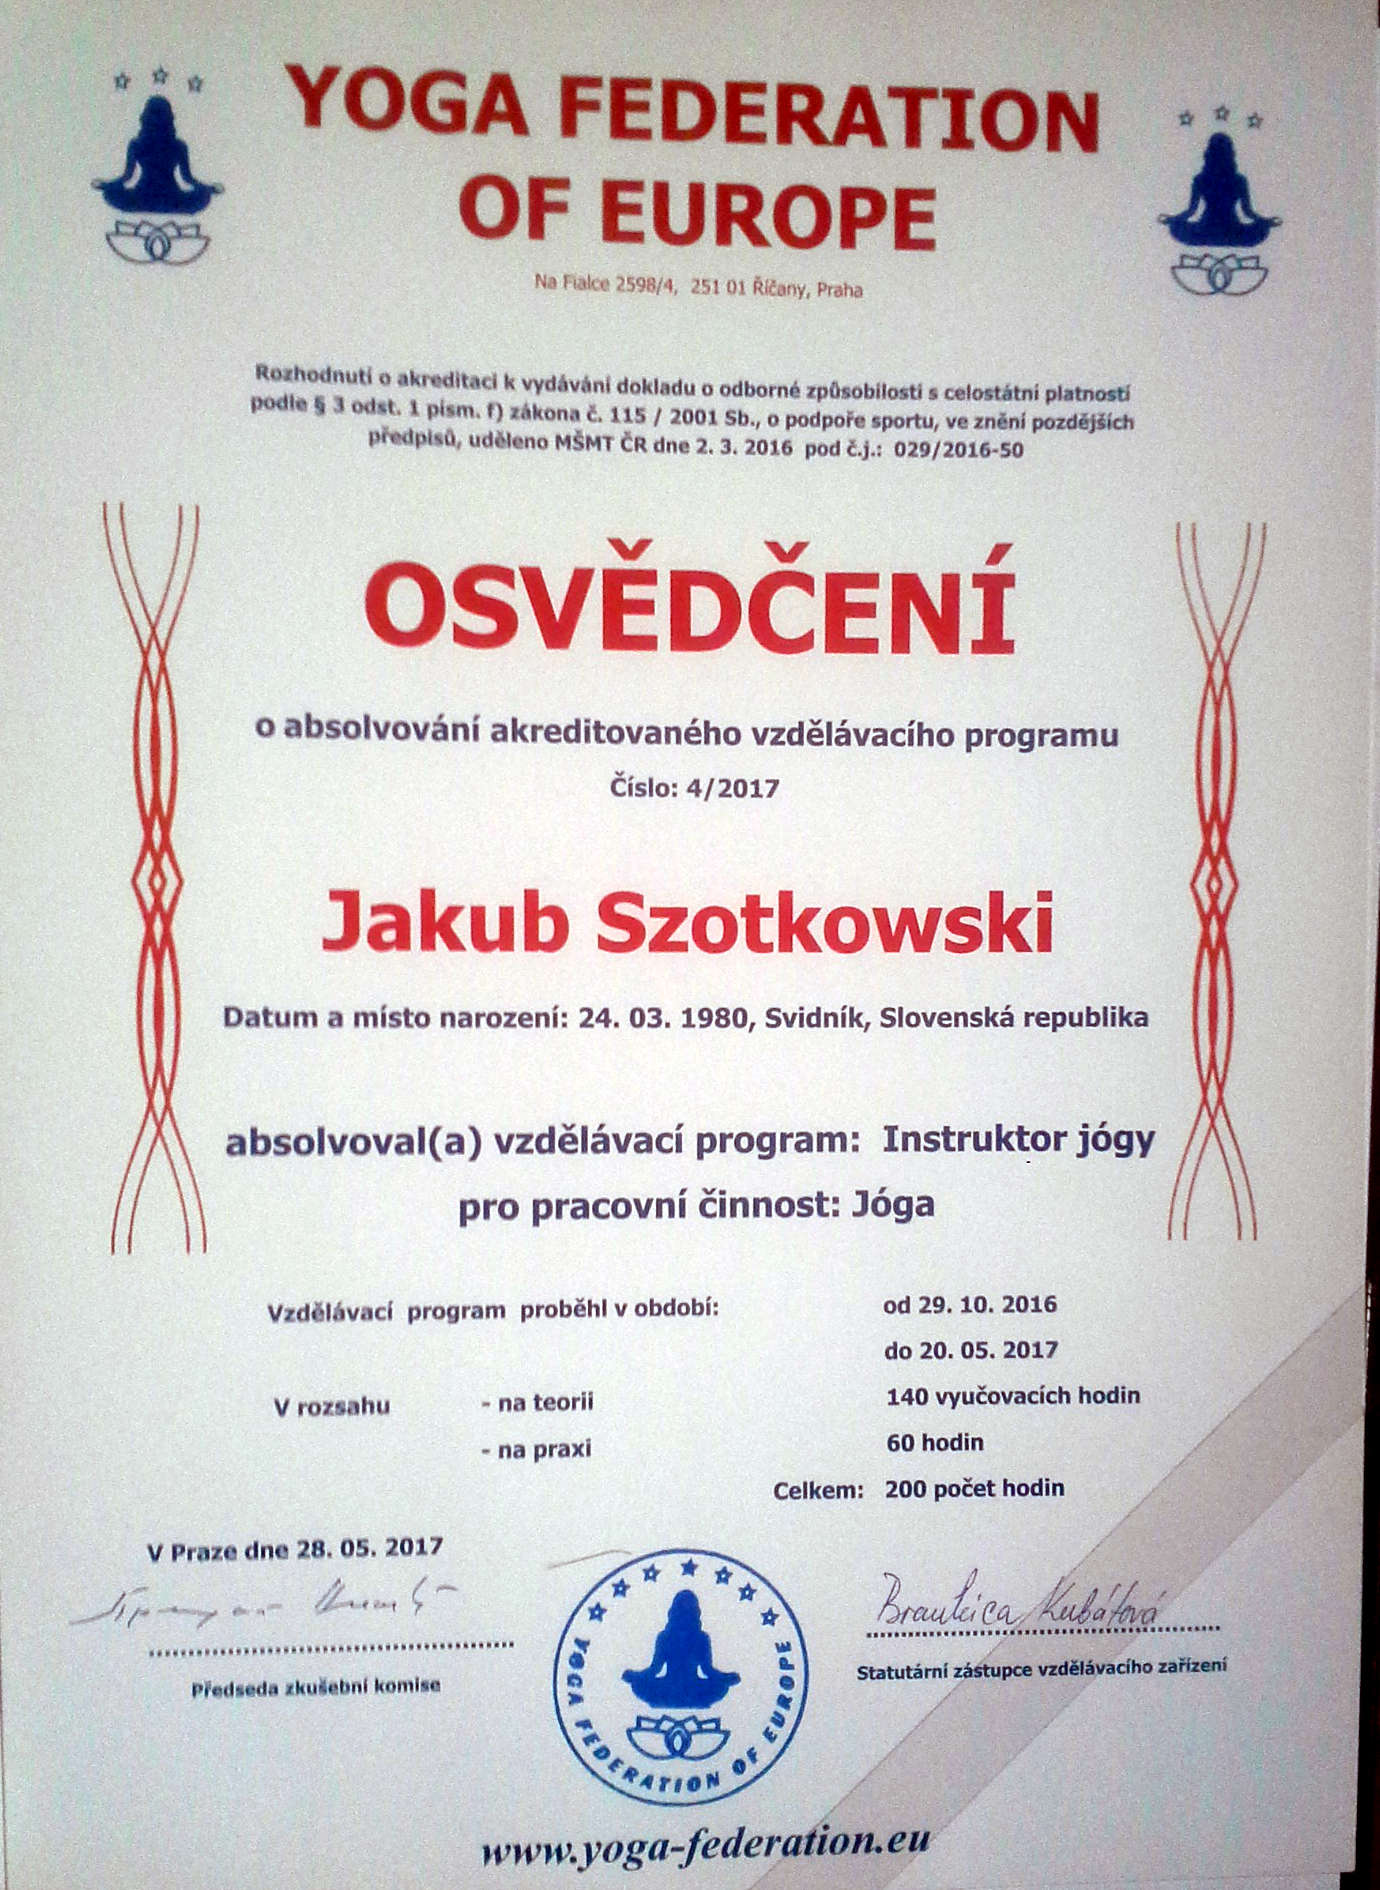 YOGA FEDERATION
OF EUROPE
Na Fialce 2598/4, 251 01 Říčany, Praha
Rozhodnutí o akreditaci k vydávání dokladu o odborné způsobilosti s celostátní platností
podle § 3 odst. 1 písm. f) zákona č. 115 / 2001 Sb., o podpoře sportu, ve znění pozdějších
předpisů, uděleno MŠMT ČR dne 2. 3. 2016 pod č.j.: 029/2016-50
OSVĚDČENÍ
o absolvování akreditovaného vzdělávacího programu
Číslo: 4/2017
Jakub Szotkowski
Datum a místo narození: 24. 03. 1980, Svidník, Slovenská republika
absolvoval(a) vzdělávací program: Instruktor jógy
pro pracovní činnost: Jóga
Vzdělávací program proběhl v období: od 29. 10. 2016
do 20. 05. 2017
V rozsahu - na teorii 140 vyučovacích hodin
- na praxi 60 hodin
Celkem: 200 počet hodin
V Praze dne 28. 05. 2017
Kubátová
Předseda zkušební komise
Statutární zástupce vzdělávacího zařízení
YOGA FEDERATION OF EUROPE
www.yoga-federation.eu